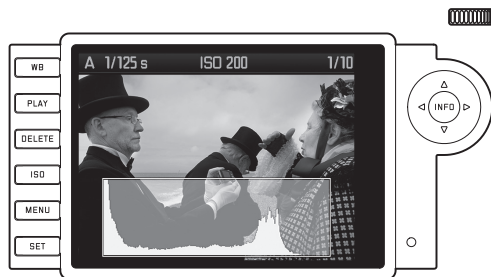 WB
PLAY
DELETE
ISO
MENU
SET
A 1/125 s ISO 200 1/10
INFO